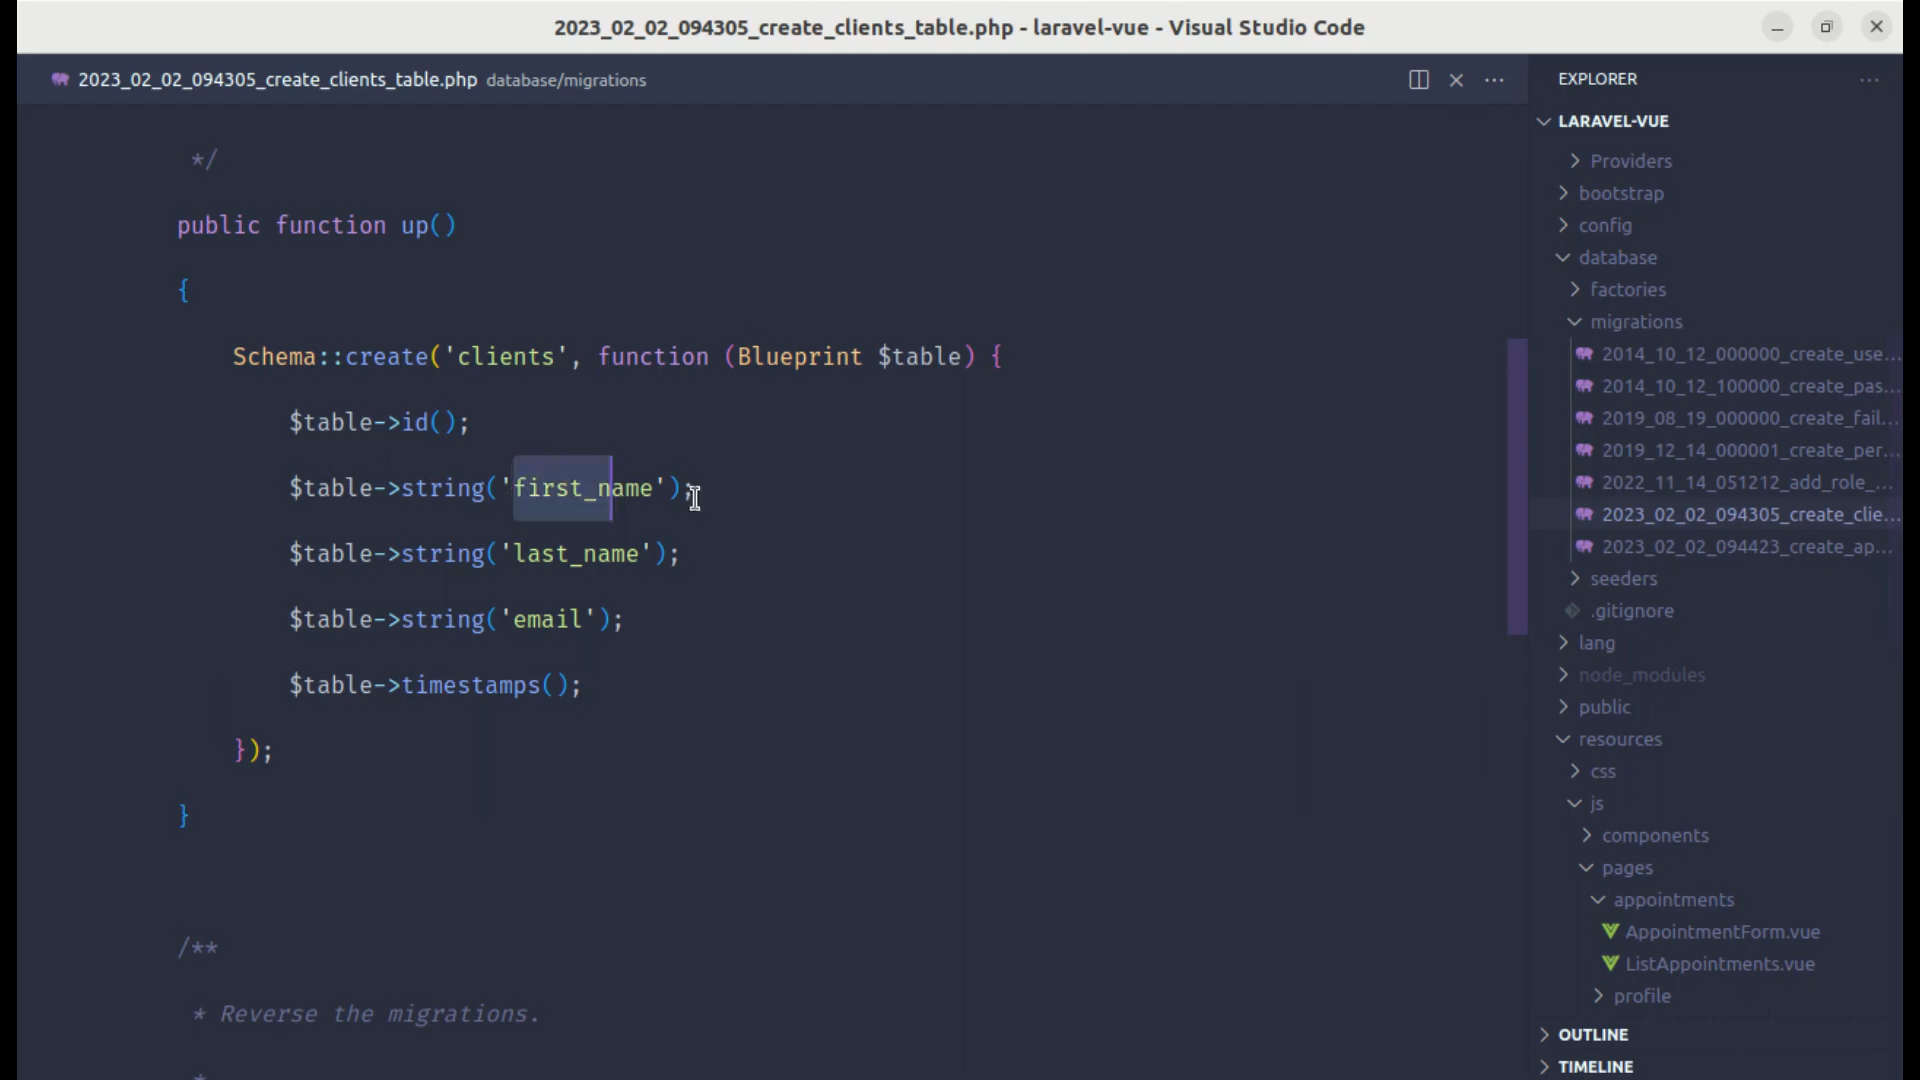 2023_02_02_094305_create_clients_table.php - laravel-vue - Visual Studio Code
2023_02_02_094305_create_clients_table.php database/migrations
*/
public function up()
{
Schema::create('clients', function (Blueprint $table) {
$table->id();
$table->string('first_name');
$table->string('last_name');
$table->string('email');
$table->timestamps();
});
}
/**
* Reverse the migrations.
*
EXPLORER
LARAVEL-VUE
Providers
bootstrap
config
database
factories
migrations
2014_10_12_000000_create_use...
2014_10_12_100000_create_pas...
2019_08_19_000000_create_fail...
2019_12_14_000001_create_per...
2022_11_14_051212_add_role_...
2023_02_02_094305_create_clie...
2023_02_02_094423_create_ap...
seeders
.gitignore
lang
node_modules
public
resources
css
js
components
pages
appointments
AppointmentForm.vue
ListAppointments.vue
profile
OUTLINE
TIMELINE